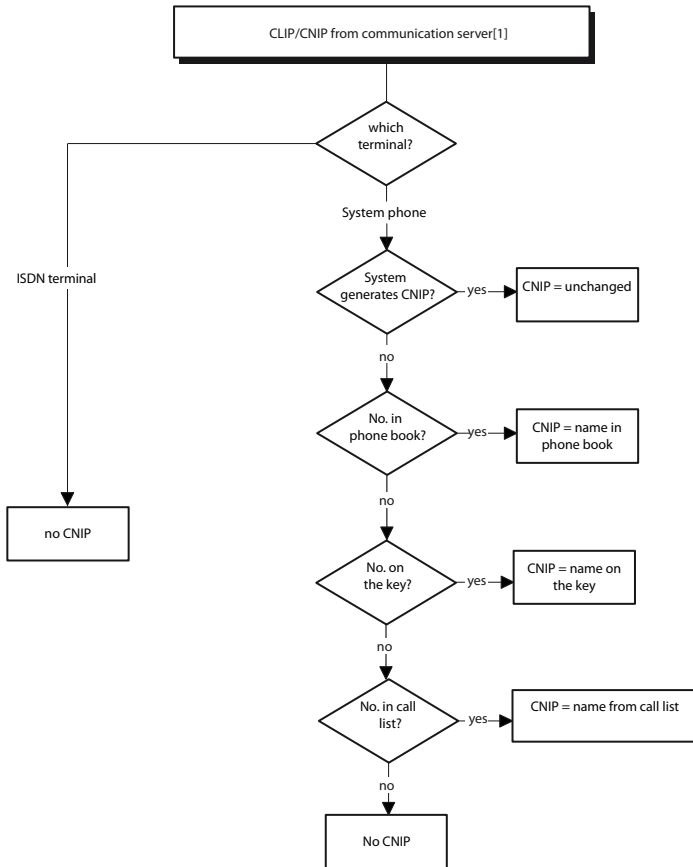 CLIP/CNIP from communication server[1]
which
terminal?
System phone
ISDN terminal
System
generates CNIP?
yes
CNIP = unchanged
no
No. in
phone book?
yes
CNIP = name in
phone book
no
no CNIP
No. on
the key?
yes
CNIP = name on
the key
no
No. in call
list?
yes
CNIP = name from call list
no
No CNIP